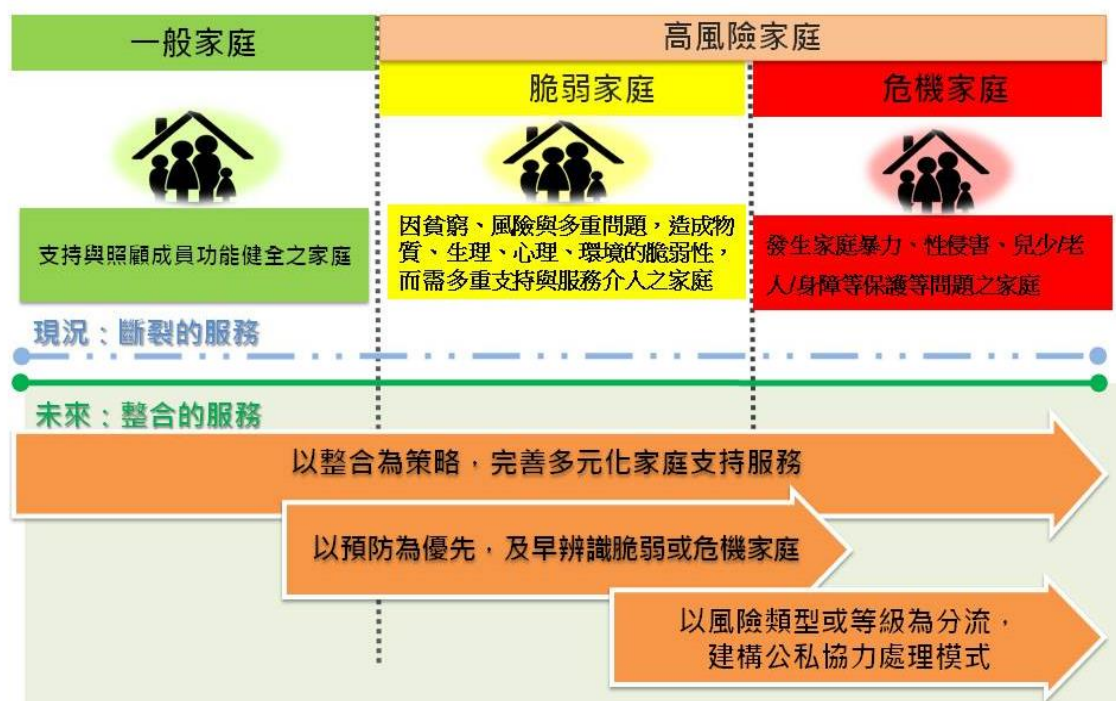 一般家庭
高風險家庭
脆弱家庭
危機家庭
支持與照顧成員功能健全之家庭
因貧窮、風險與多重問題，造成物
質、生理、心理、環境的脆弱性，
而需多重支持與服務介入之家庭
發生家庭暴力、性侵害、兒少/老
人/身障等保護等問題之家庭
現況：斷裂的服務
未來：整合的服務
以整合為策略，完善多元化家庭支持服務
以預防為優先，及早辨識脆弱或危機家庭
以風險類型或等級為分流，
建構公私協力處理模式